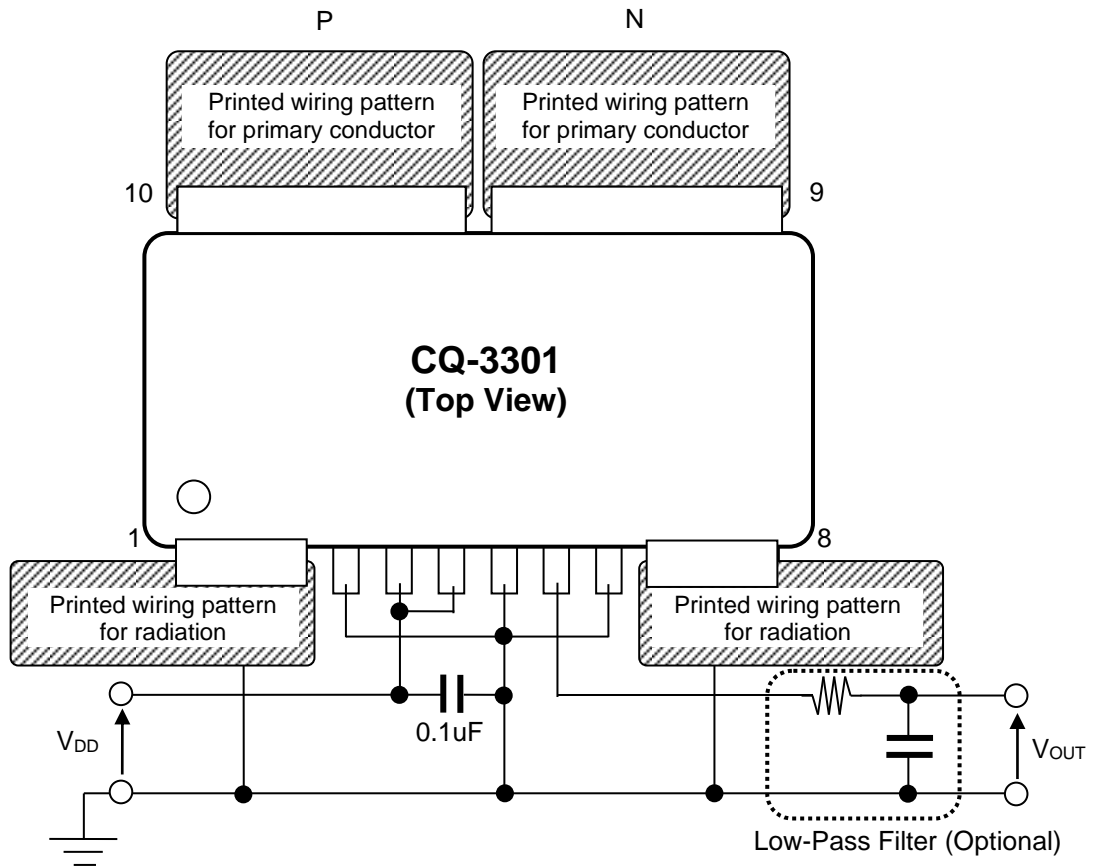 P
N
Printed wiring pattern
for primary conductor
Printed wiring pattern
for primary conductor
10
9
CQ-3301
(Top View)
1
8
Printed wiring pattern
for radiation
Printed wiring pattern
for radiation
0.1uF
VDD
VOUT
Low-Pass Filter (Optional)